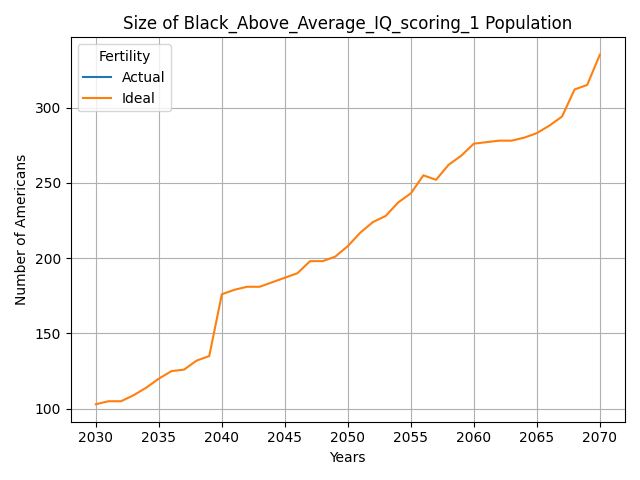 Size of Black_Above_Average_IQ_scoring_1 Population
Fertility
Actual
Ideal
Number of Americans
300
250
200
150
100
2030 2035 2040 2045 2050 2055 2060 2065 2070
Years